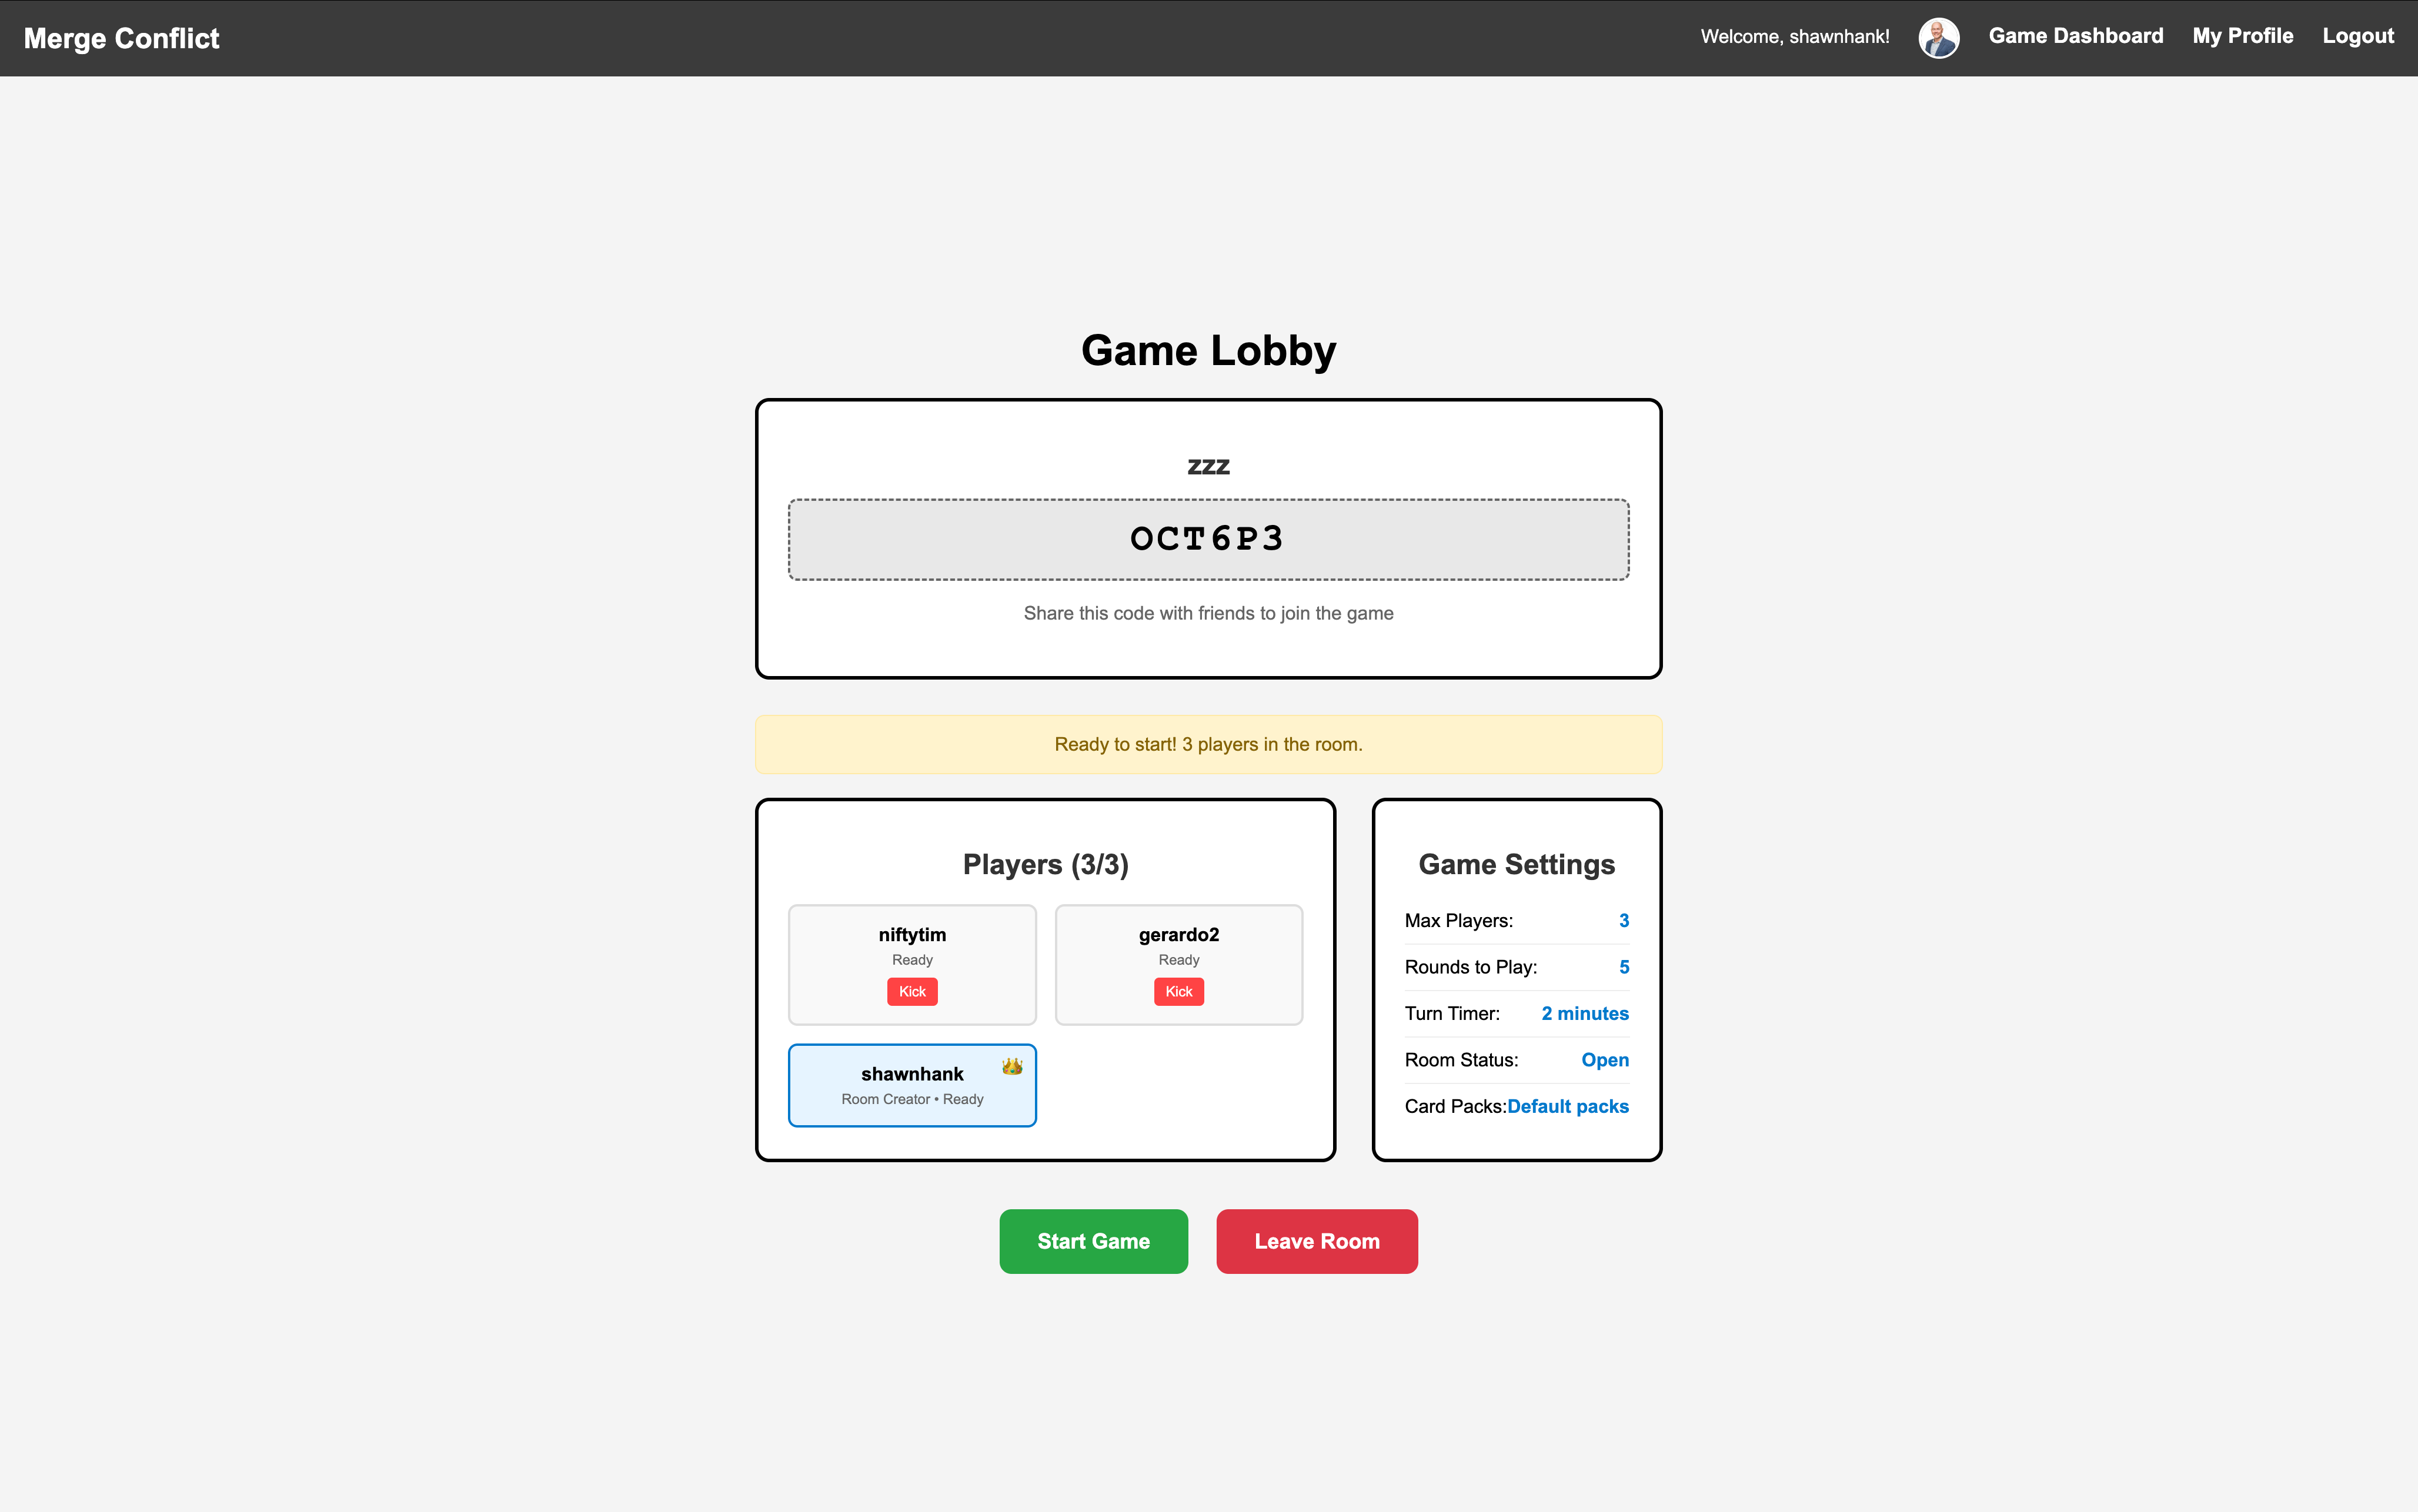 Merge Conflict
Welcome, shawnhank!
Game Dashboard
My Profile
Logout
Game Lobby
zzz
OCT6P3
Share this code with friends to join the game
Ready to start! 3 players in the room.
Players (3/3)
niftytim
Ready
Kick
gerardo2
Ready
Kick
shawnhank
Room Creator • Ready
Game Settings
Max Players: 3
Rounds to Play: 5
Turn Timer: 2 minutes
Room Status: Open
Card Packs:Default packs
Start Game
Leave Room